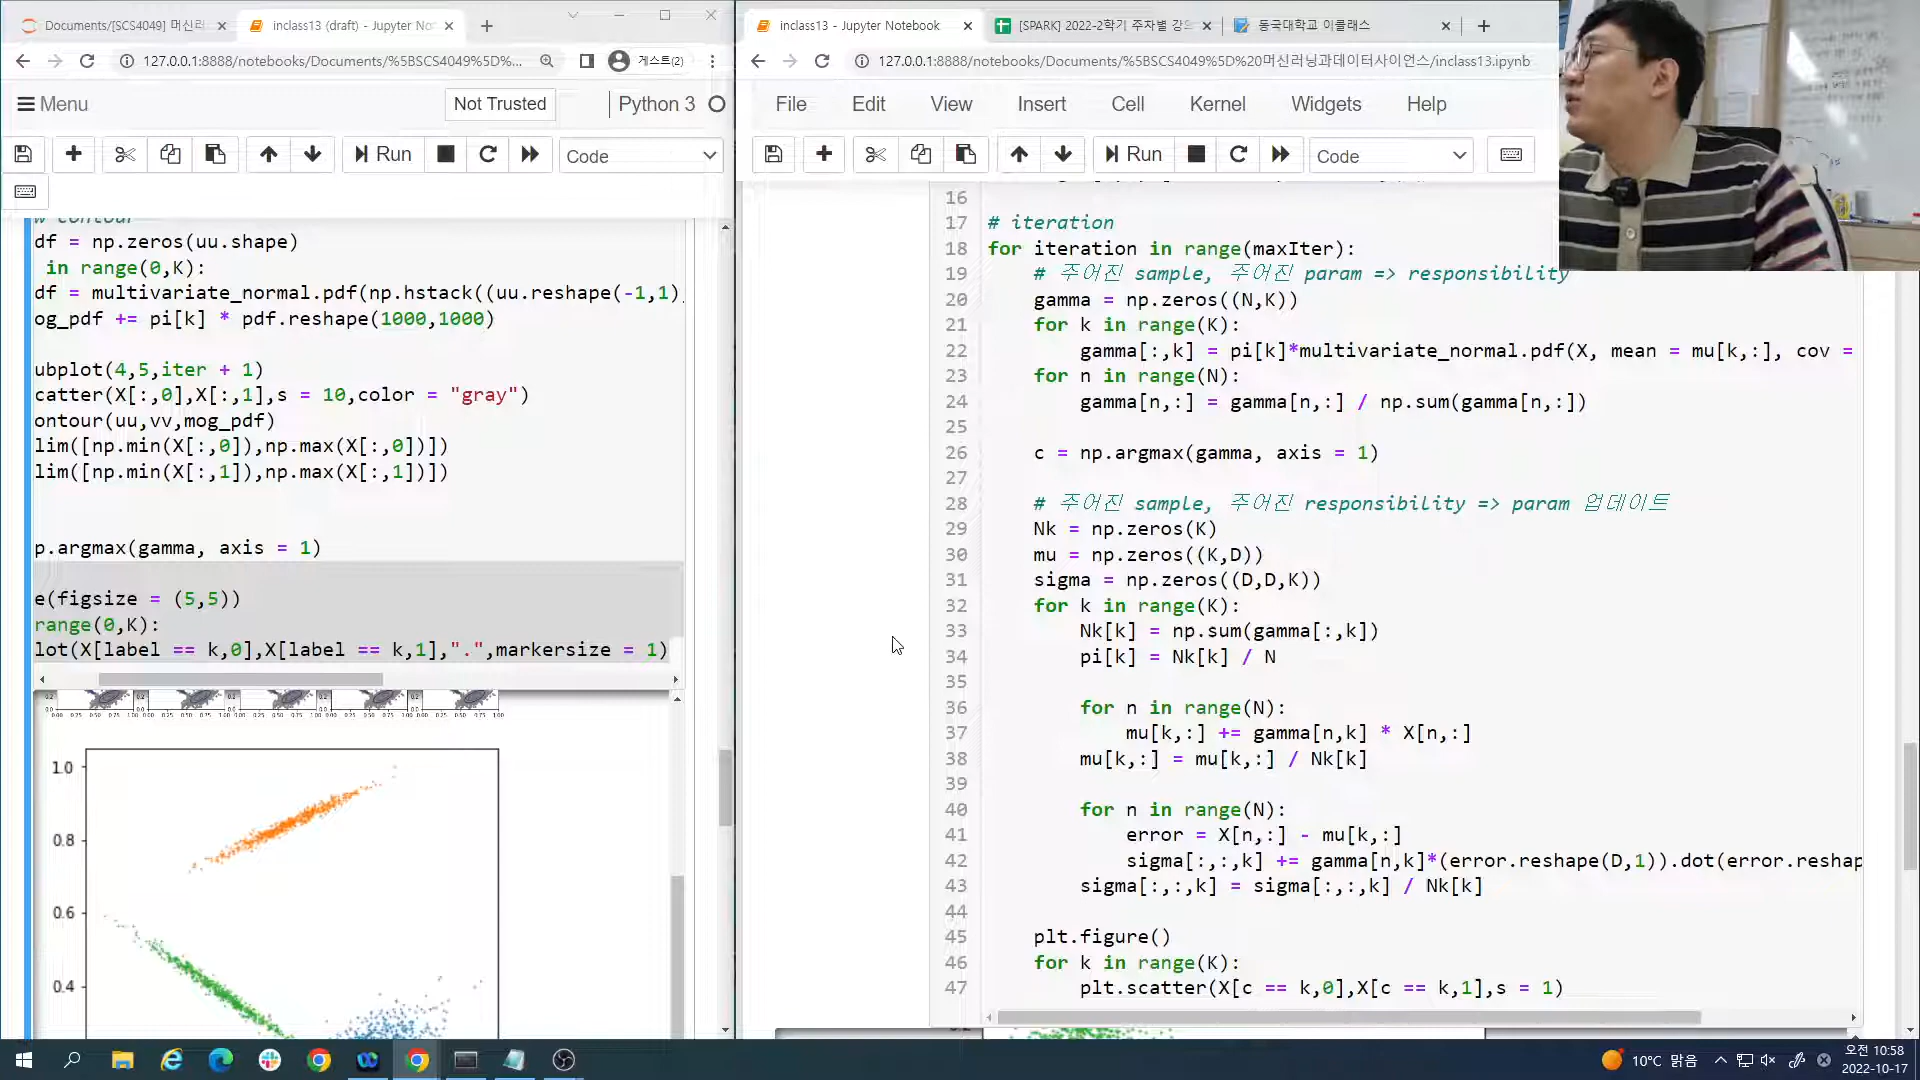 Documents/[SCS4049] 머신러
inclass13 (draft) - Jupyter No
127.0.0.1:8888/notebooks/Documents/%5BSCS4049%5D%...
게스트(2)
Menu
Not Trusted
Python 3
Run
Code
df = np.zeros(uu.shape)
in range(0,K):
df = multivariate_normal.pdf(np.hstack((uu.reshape(-1,1)
og_pdf += pi[k] * pdf.reshape(1000,1000)
ubplot(4,5,iter + 1)
catter(X[:,0],X[:,1],s = 10,color = "gray")
ontour(uu,vv,mog_pdf)
lim([np.min(X[:,0]),np.max(X[:,0])])
lim([np.min(X[:,1]),np.max(X[:,1])])
p.argmax(gamma, axis = 1)
e(figsize = (5,5))
range(0,K):
lot(X[label == k,0],X[label == k,1],".",markersize = 1)
0.00 0.25 0.50 0.75 1.00
1.0
0.8
0.6
0.4
inclass13 - Jupyter Notebook
[SPARK] 2022-2학기 주차별 강의
동국대학교 이클래스
127.0.0.1:8888/notebooks/Documents/%5BSCS4049%5D%20머신러닝과데이터사이언스/inclass13.ipynb
File Edit View Insert Cell Kernel Widgets Help
Run
Code
16
17 # iteration
18 for iteration in range(maxIter):
19 # 주어진 sample, 주어진 param => responsibility
20 gamma = np.zeros((N,K))
21 for k in range(K):
22 gamma[:,k] = pi[k]*multivariate_normal.pdf(X, mean = mu[k,:], cov =
23 for n in range(N):
24 gamma[n,:] = gamma[n,:] / np.sum(gamma[n,:])
25
26 c = np.argmax(gamma, axis = 1)
27
28 # 주어진 sample, 주어진 responsibility => param 업데이트
29 Nk = np.zeros(K)
30 mu = np.zeros((K,D))
31 sigma = np.zeros((D,D,K))
32 for k in range(K):
33 Nk[k] = np.sum(gamma[:,k])
34 pi[k] = Nk[k] / N
35
36 for n in range(N):
37 mu[k,:] += gamma[n,k] * X[n,:]
38 mu[k,:] = mu[k,:] / Nk[k]
39
40 for n in range(N):
41 error = X[n,:] - mu[k,:]
42 sigma[:,:,k] += gamma[n,k]*(error.reshape(D,1)).dot(error.reshap
43 sigma[:,:,k] = sigma[:,:,k] / Nk[k]
44
45 plt.figure()
46 for k in range(K):
47 plt.scatter(X[c == k,0],X[c == k,1],s = 1)
10°C 맑음
오전 10:58
2022-10-17